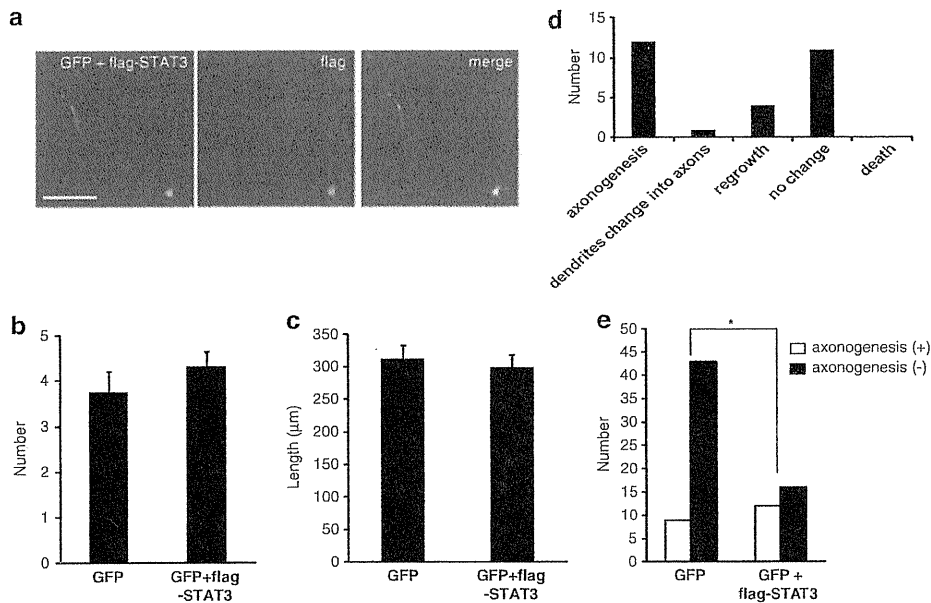 a
GFP + flag-STAT3
flag
merge
d
Number
15
10
5
0
axonogenesis
dendrites change into axons
regrowth
no change
death
b
Number
5
4
3
2
1
0
GFP
GFP+flag
-STAT3
c
Length (μm)
350
300
250
200
150
100
50
0
GFP
GFP+flag
-STAT3
e
Number
50
45
40
35
30
25
20
15
10
5
0
*
axonogenesis (+)
axonogenesis (-)
GFP
GFP +
flag-STAT3